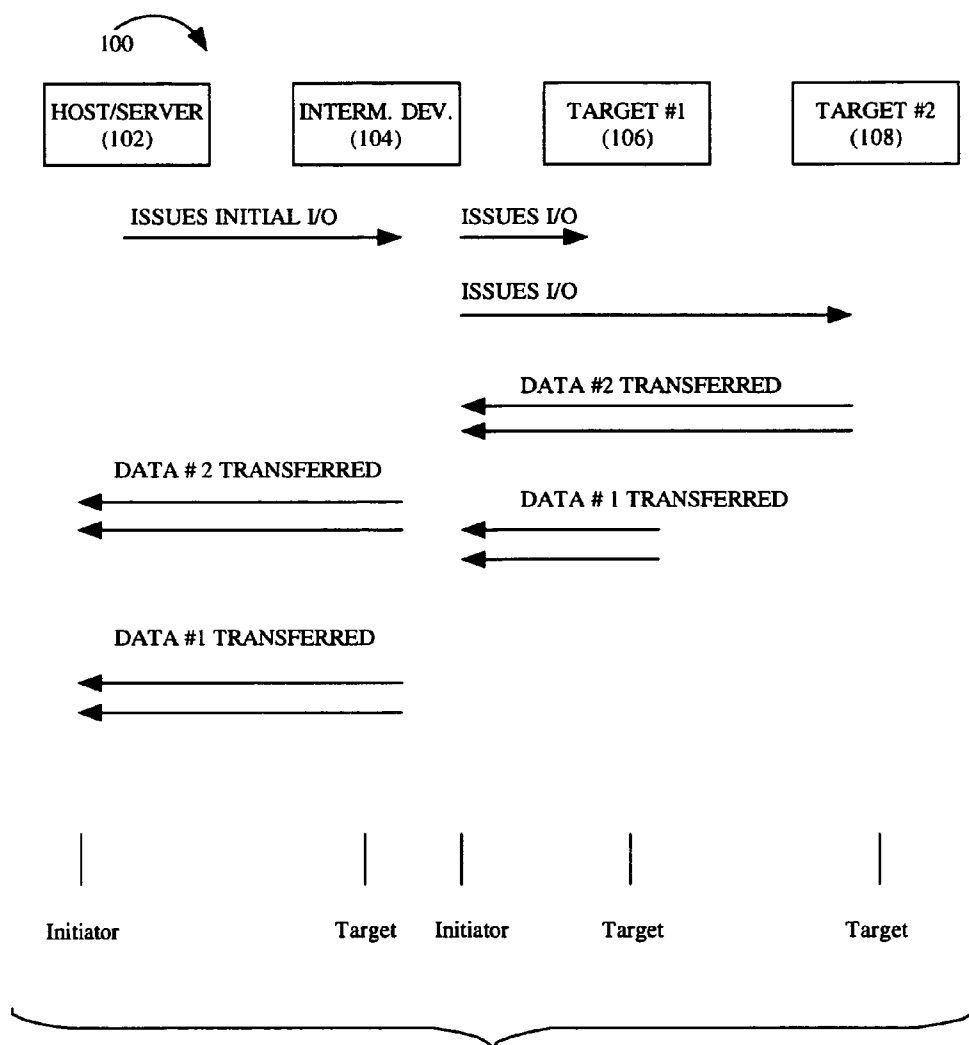 100
HOST/SERVER
(102)
INTERM. DEV.
(104)
TARGET #1
(106)
TARGET #2
(108)
ISSUES INITIAL I/O
ISSUES I/O
ISSUES I/O
DATA #2 TRANSFERRED
DATA # 2 TRANSFERRED
DATA # 1 TRANSFERRED
DATA #1 TRANSFERRED
Initiator
Target
Initiator
Target
Target